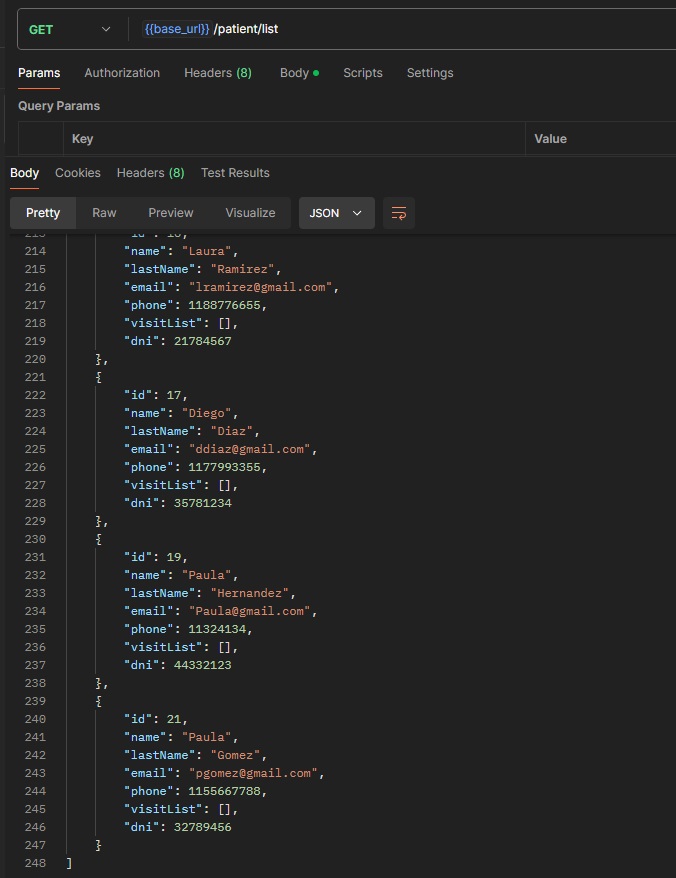 GET {{base_url}} /patient/list
Params Authorization Headers (8) Body Scripts Settings
Query Params
Key Value
Body Cookies Headers (8) Test Results
Pretty Raw Preview Visualize JSON
214 "name": "Laura",
215 "lastName": "Ramirez",
216 "email": "lramirez@gmail.com",
217 "phone": 1188776655,
218 "visitList": [],
219 "dni": 21784567
220 },
221 {
222 "id": 17,
223 "name": "Diego",
224 "lastName": "Diaz",
225 "email": "ddiaz@gmail.com",
226 "phone": 1177993355,
227 "visitList": [],
228 "dni": 35781234
229 },
230 {
231 "id": 19,
232 "name": "Paula",
233 "lastName": "Hernandez",
234 "email": "Paula@gmail.com",
235 "phone": 11324134,
236 "visitList": [],
237 "dni": 44332123
238 },
239 {
240 "id": 21,
241 "name": "Paula",
242 "lastName": "Gomez",
243 "email": "pgomez@gmail.com",
244 "phone": 1155667788,
245 "visitList": [],
246 "dni": 32789456
247 }
248 ]